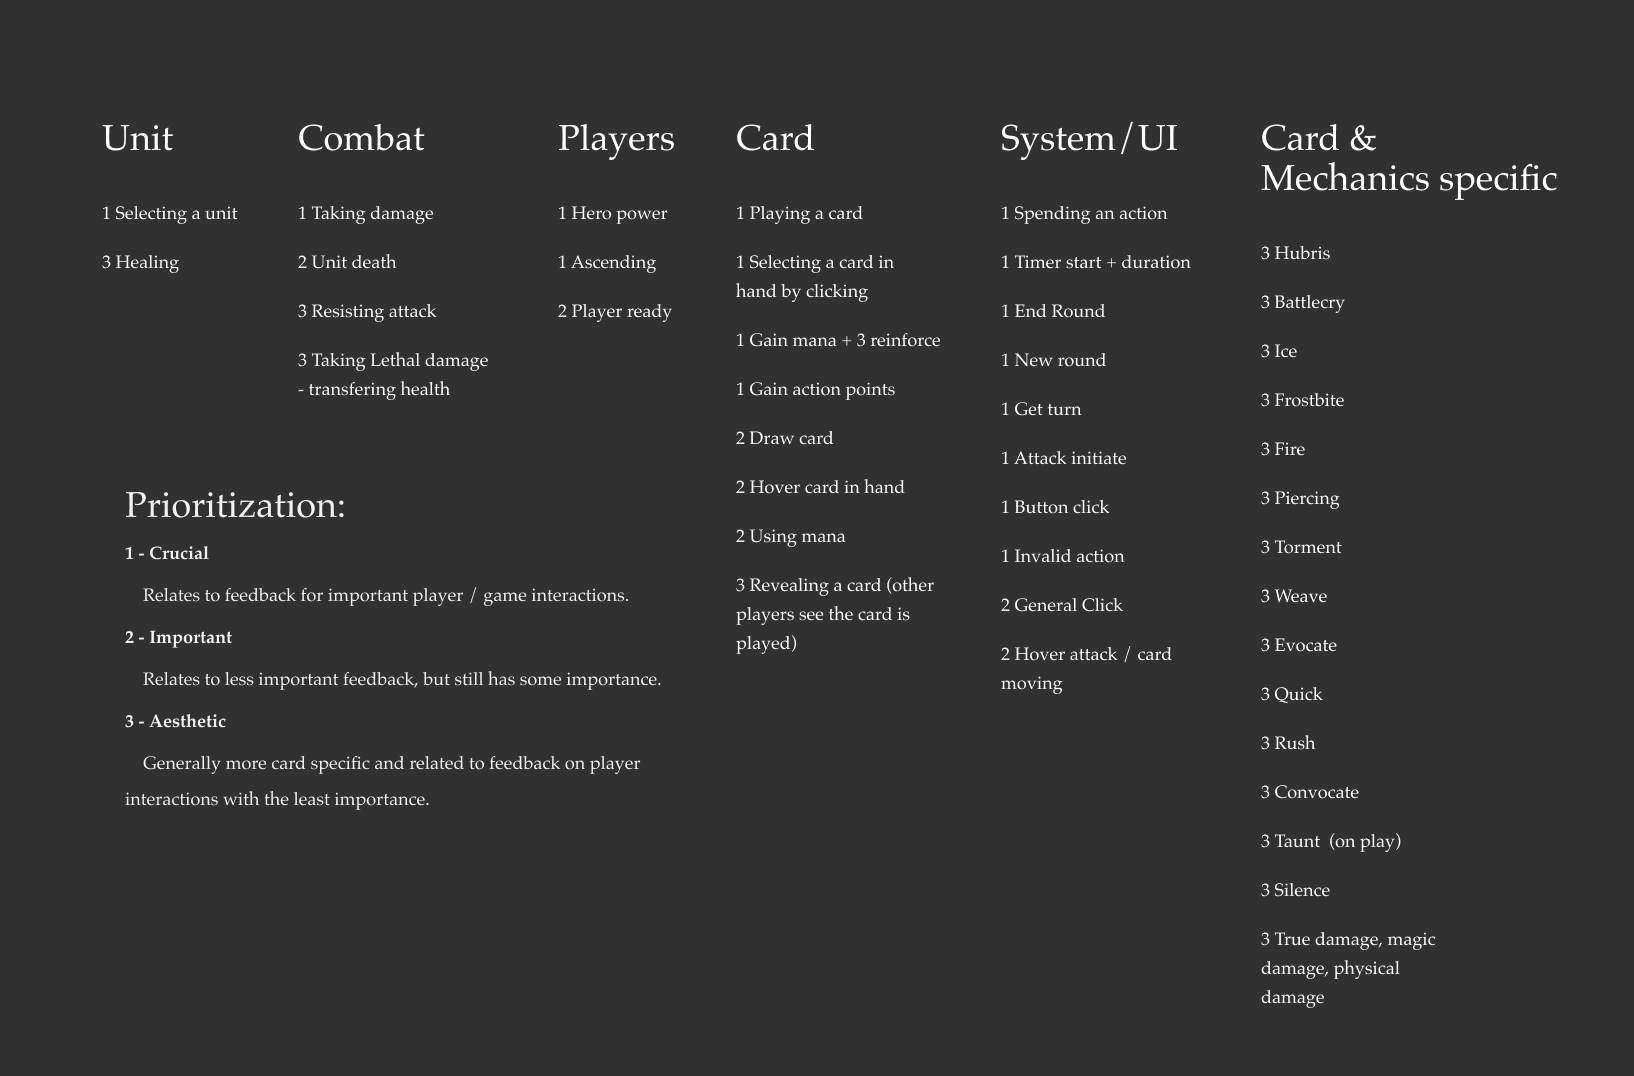 Unit
1 Selecting a unit
3 Healing
Combat
1 Taking damage
2 Unit death
3 Resisting attack
3 Taking Lethal damage
- transfering health
Players
1 Hero power
1 Ascending
2 Player ready
Card
1 Playing a card
1 Selecting a card in
hand by clicking
1 Gain mana + 3 reinforce
1 Gain action points
2 Draw card
2 Hover card in hand
2 Using mana
3 Revealing a card (other
players see the card is
played)
System/UI
1 Spending an action
1 Timer start + duration
1 End Round
1 New round
1 Get turn
1 Attack initiate
1 Button click
1 Invalid action
2 General Click
2 Hover attack / card
moving
Card &
Mechanics specific
3 Hubris
3 Battlecry
3 Ice
3 Frostbite
3 Fire
3 Piercing
3 Torment
3 Weave
3 Evocate
3 Quick
3 Rush
3 Convocate
3 Taunt  (on play)
3 Silence
3 True damage, magic
damage, physical
damage
Prioritization:
1 - Crucial
Relates to feedback for important player / game interactions.
2 - Important
Relates to less important feedback, but still has some importance.
3 - Aesthetic
Generally more card specific and related to feedback on player
interactions with the least importance.